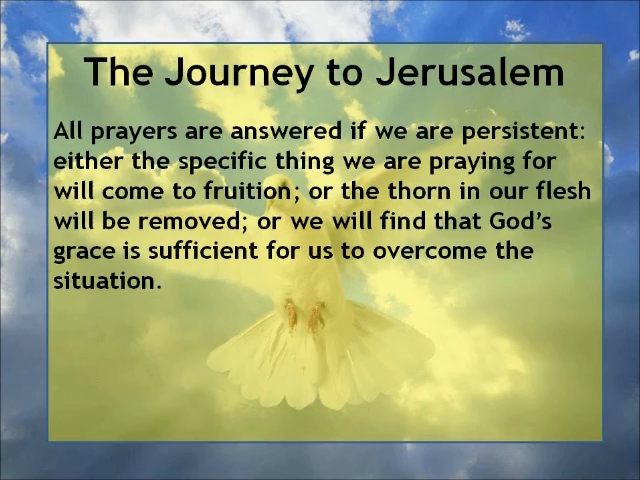 The Journey to Jerusalem
All prayers are answered if we are persistent:
either the specific thing we are praying for
will come to fruition; or the thorn in our flesh
will be removed; or we will find that God’s
grace is sufficient for us to overcome the
situation.